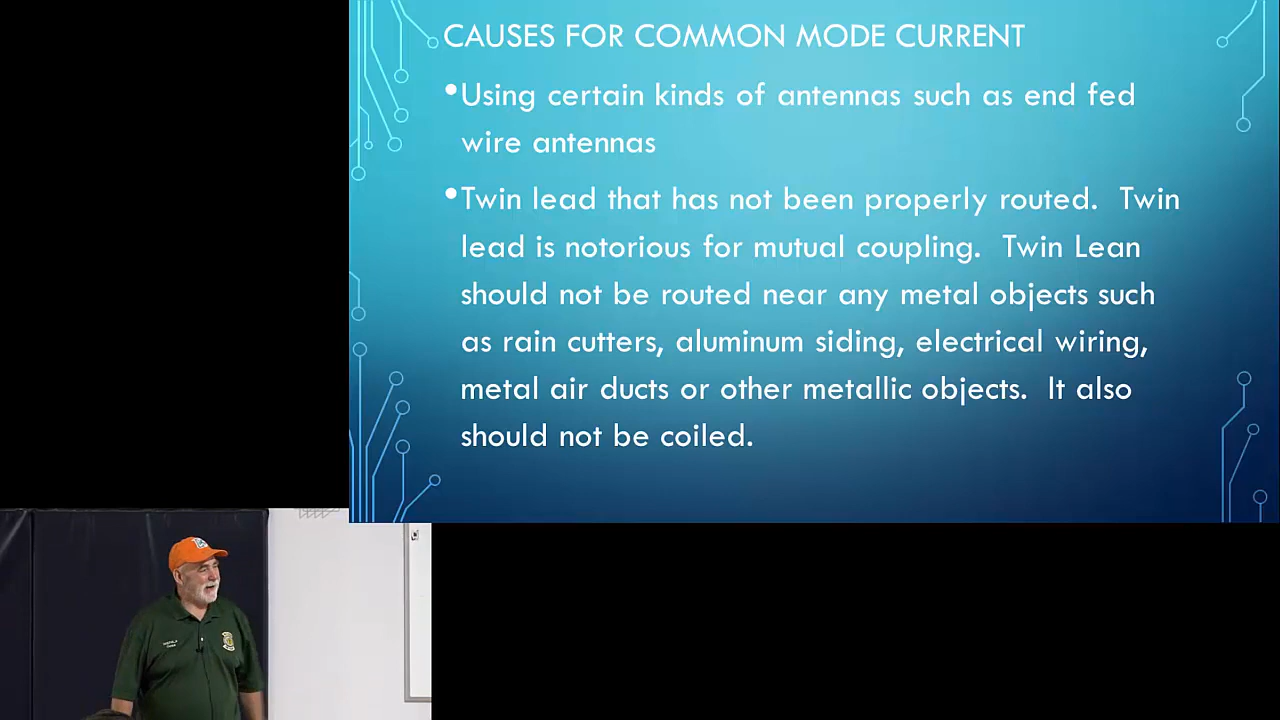 CAUSES FOR COMMON MODE CURRENT
•Using certain kinds of antennas such as end fed
wire antennas
•Twin lead that has not been properly routed. Twin
lead is notorious for mutual coupling. Twin Lean
should not be routed near any metal objects such
as rain cutters, aluminum siding, electrical wiring,
metal air ducts or other metallic objects. It also
should not be coiled.